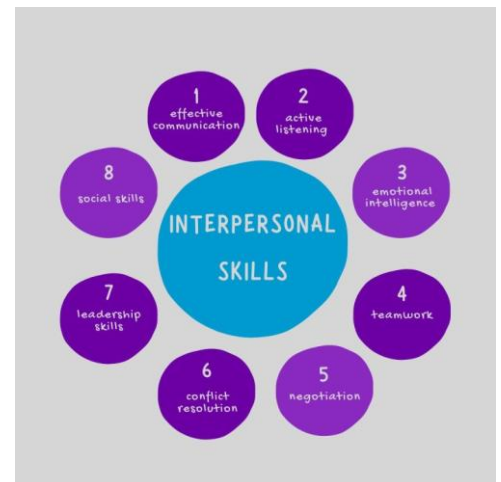 INTERPERSONAL
SKILLS
1
effective
communication
2
active
listening
3
emotional
intelligence
4
teamwork
5
negotiation
6
conflict
resolution
7
leadership
skills
8
social skills